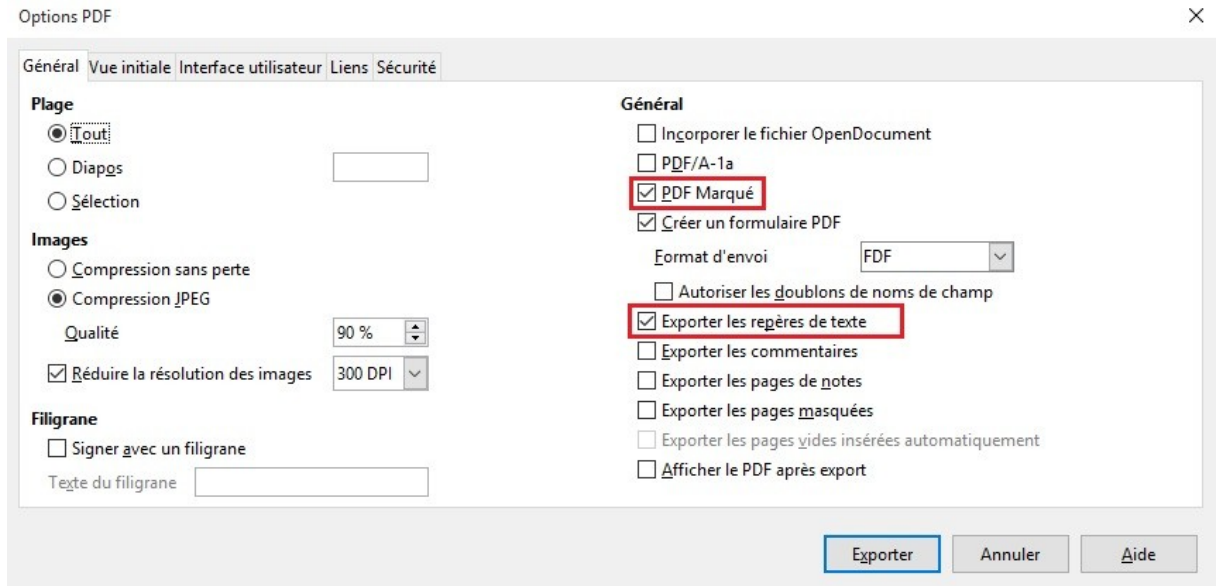 Options PDF
Général Vue initiale Interface utilisateur Liens Sécurité
Plage
Tout
Diapos
Sélection
Images
Compression sans perte
Compression JPEG
Qualité 90 %
Réduire la résolution des images 300 DPI
Filigrane
Signer avec un filigrane
Texte du filigrane
Général
Incorporer le fichier OpenDocument
PDF/A-1a
PDF Marqué
Créer un formulaire PDF
Format d'envoi FDF
Autoriser les doublons de noms de champ
Exporter les repères de texte
Exporter les commentaires
Exporter les pages de notes
Exporter les pages masquées
Exporter les pages vides insérées automatiquement
Afficher le PDF après export
Exporter Annuler Aide